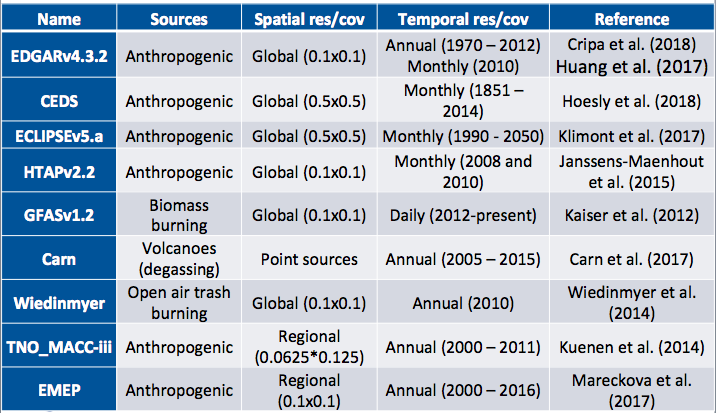 Name Sources Spatial res/cov Temporal res/cov Reference
EDGARv4.3.2 Anthropogenic Global (0.1x0.1) Annual (1970 – 2012) Cripa et al. (2018)
Monthly (2010) Huang et al. (2017)
CEDS Anthropogenic Global (0.5x0.5) Monthly (1851 – Hoesly et al. (2018
2014)
ECLIPSEv5.a Anthropogenic Global (0.5x0.5) Monthly (1990 - 2050) Klimont et al. (2017)
HTAPv2.2 Anthropogenic Global (0.1x0.1) Monthly (2008 and Janssens-Maenhout
2010) et al. (2015)
GFASv1.2 Biomass Global (0.1x0.1) Daily (2012-present) Kaiser et al. (2012)
burning
Carn Volcanoes Point sources Annual (2005 – 2015) Carn et al. (2017)
(degassing)
Wiedinmyer Open air trash Global (0.1x0.1) Annual (2010) Wiedinmyer et al.
burning (2014)
TNO_MACC-iii Anthropogenic Regional Annual (2000 – 2011) Kuenen et al. (2014)
(0.0625*0.125)
EMEP Anthropogenic Regional Annual (2000 – 2016) Mareckova et al.
(0.1x0.1) (2017)